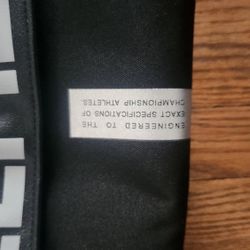 ENGINEERED TO THE
EXACT SPECIFICATIONS OF
CHAMPIONSHIP ATHLETES.